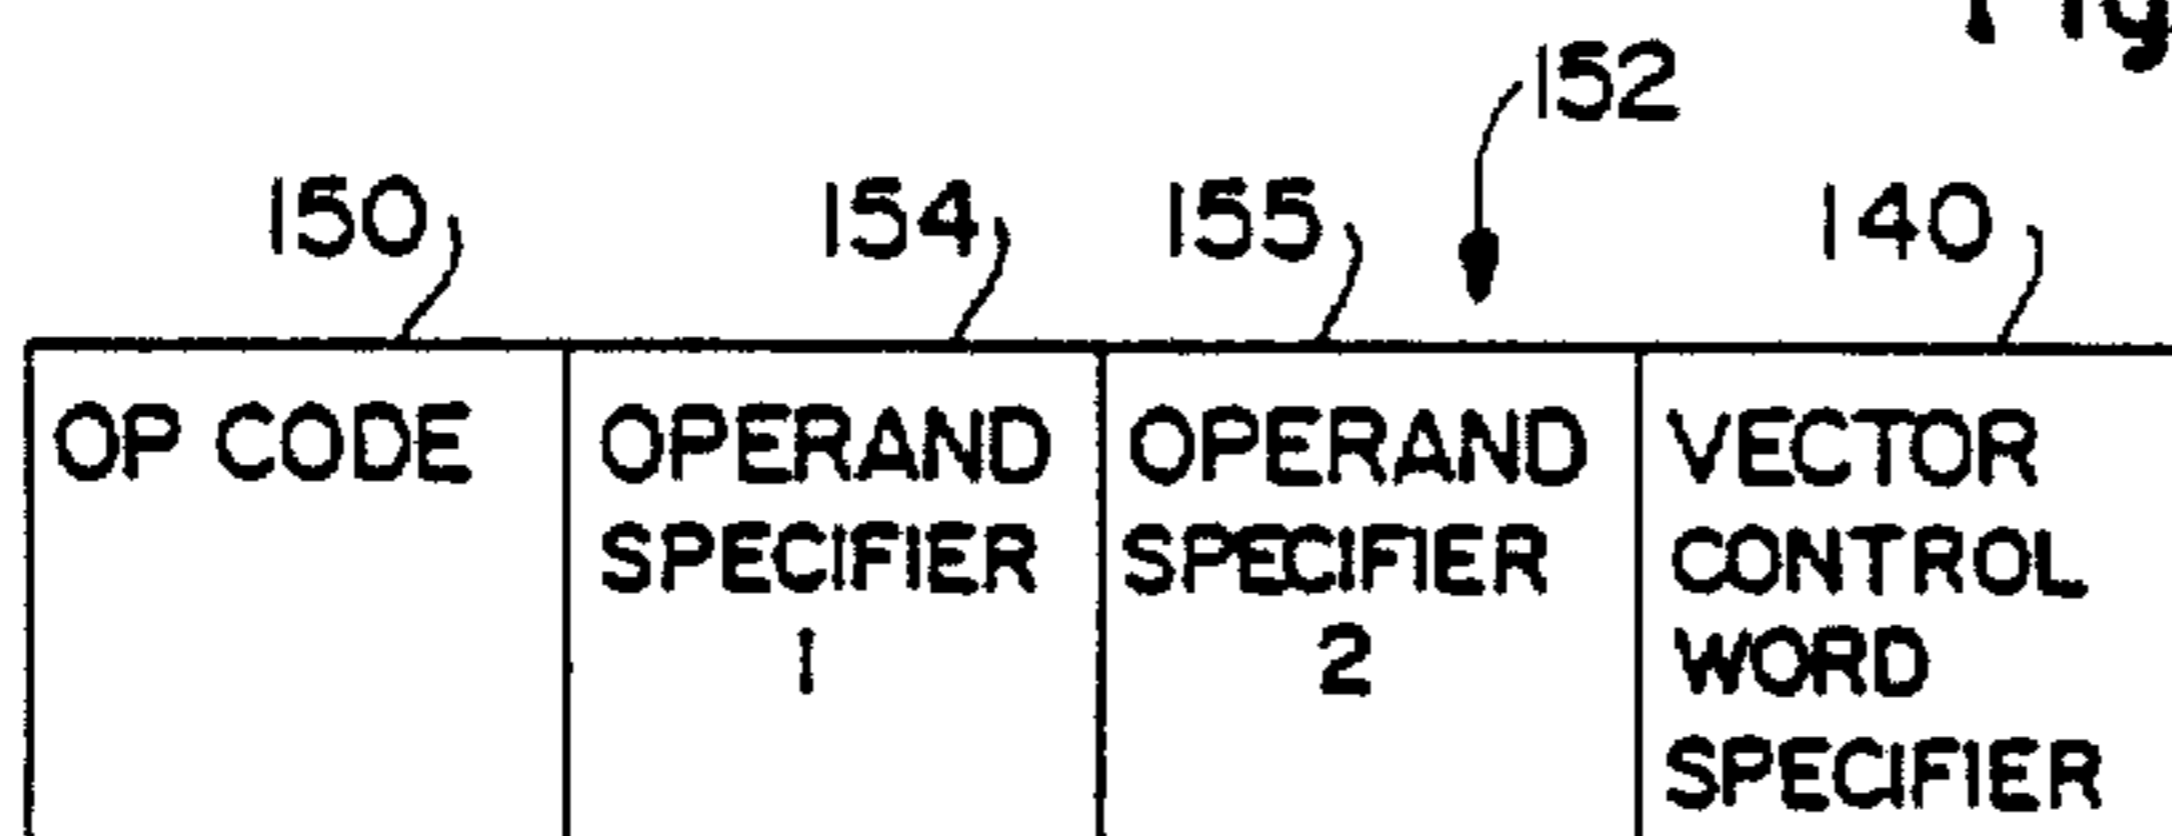 152
150 154 155 140
OP CODE
OPERAND
SPECIFIER
1
OPERAND
SPECIFIER
2
VECTOR
CONTROL
WORD
SPECIFIER